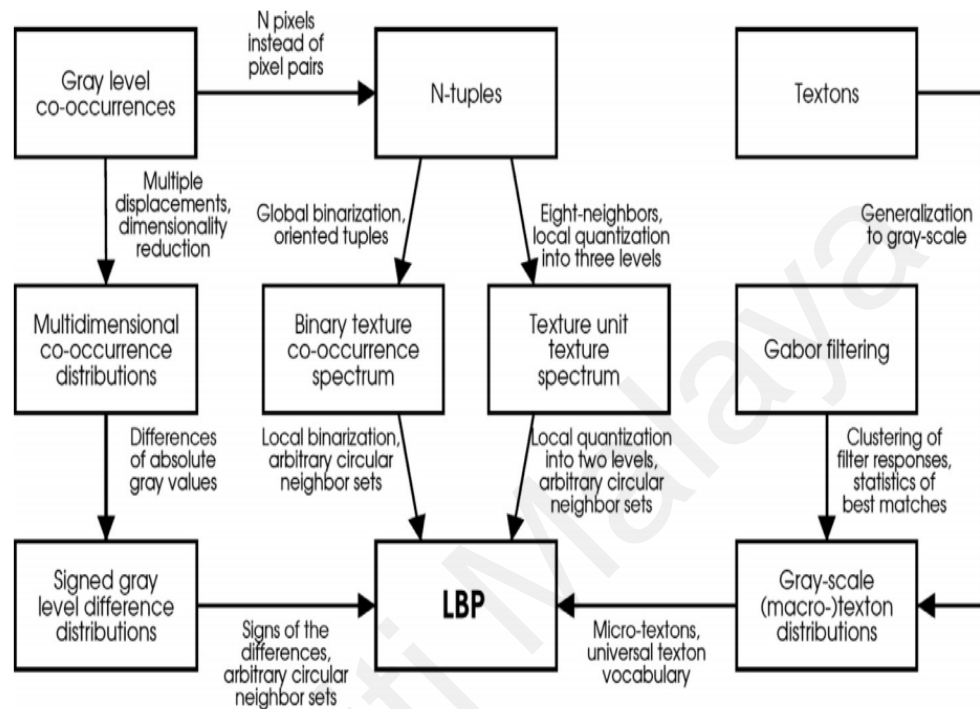 N pixels
instead of
pixel pairs
Gray level
co-occurrences
N-tuples
Textons
Multiple
displacements,
dimensionality
reduction
Global binarization,
oriented tuples
Eight-neighbors,
local quantization
into three levels
Generalization
to gray-scale
Multidimensional
co-occurrence
distributions
Binary texture
co-occurrence
spectrum
Texture unit
texture
spectrum
Gabor filtering
Differences
of absolute
gray values
Local binarization,
arbitrary circular
neighbor sets
Local quantization
into two levels,
arbitrary circular
neighbor sets
Clustering of
filter responses,
statistics of
best matches
Signed gray
level difference
distributions
LBP
Gray-scale
(macro-)texton
distributions
Signs of the
differences,
arbitrary circular
neighbor sets
Micro-textons,
universal texton
vocabulary
Malaya